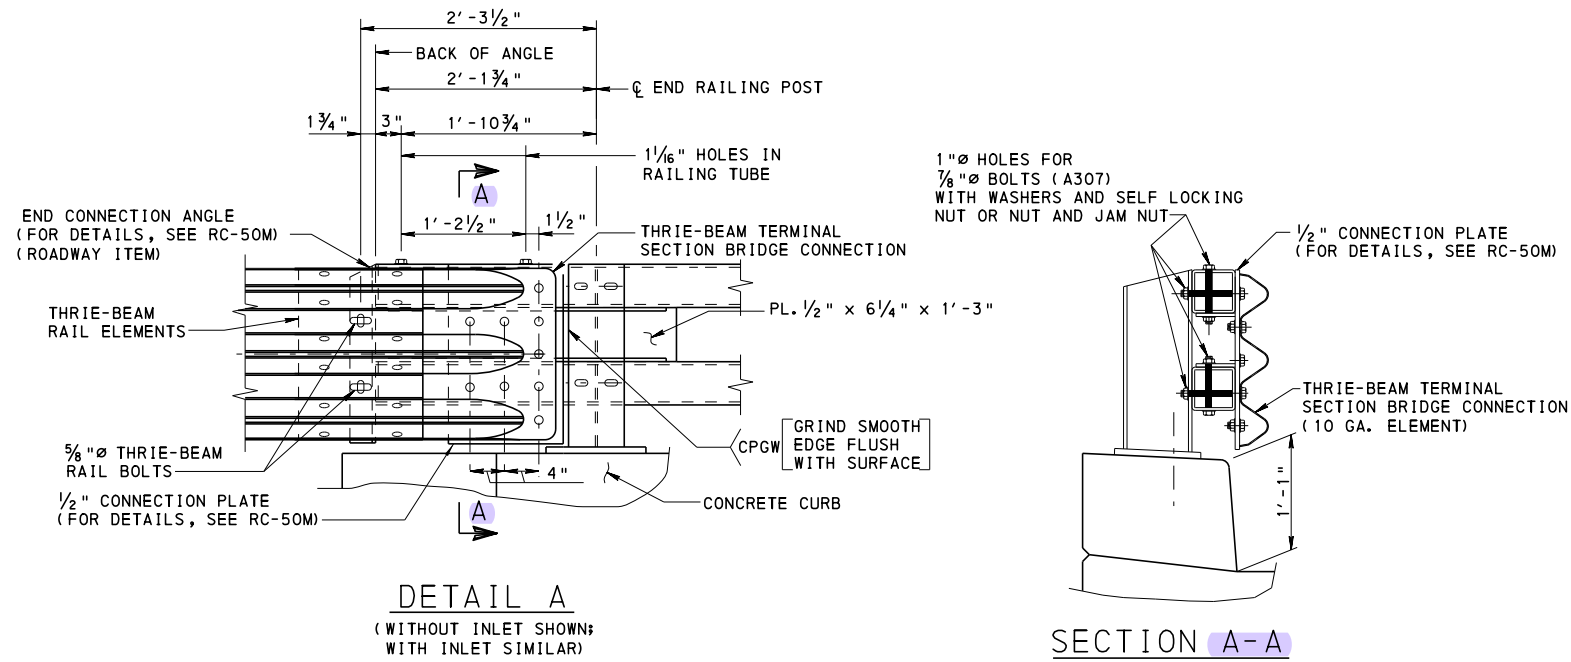 2'-3½"
BACK OF ANGLE
2'-1¾"
℄ END RAILING POST
1¾"
3"
1'-10¾"
1 1/16" HOLES IN
RAILING TUBE
A
END CONNECTION ANGLE
(FOR DETAILS, SEE RC-50M)
(ROADWAY ITEM)
1'-2½"
1½"
THRIE-BEAM TERMINAL
SECTION BRIDGE CONNECTION
THRIE-BEAM
RAIL ELEMENTS
PL. ½" x 6¼" x 1'-3"
CPGW
GRIND SMOOTH
EDGE FLUSH
WITH SURFACE
⅝"Ø THRIE-BEAM
RAIL BOLTS
½" CONNECTION PLATE
(FOR DETAILS, SEE RC-50M)
4"
CONCRETE CURB
A
DETAIL A
(WITHOUT INLET SHOWN;
WITH INLET SIMILAR)
1"Ø HOLES FOR
⅞"Ø BOLTS (A307)
WITH WASHERS AND SELF LOCKING
NUT OR NUT AND JAM NUT
½" CONNECTION PLATE
(FOR DETAILS, SEE RC-50M)
THRIE-BEAM TERMINAL
SECTION BRIDGE CONNECTION
(10 GA. ELEMENT)
1'-1"
SECTION A-A